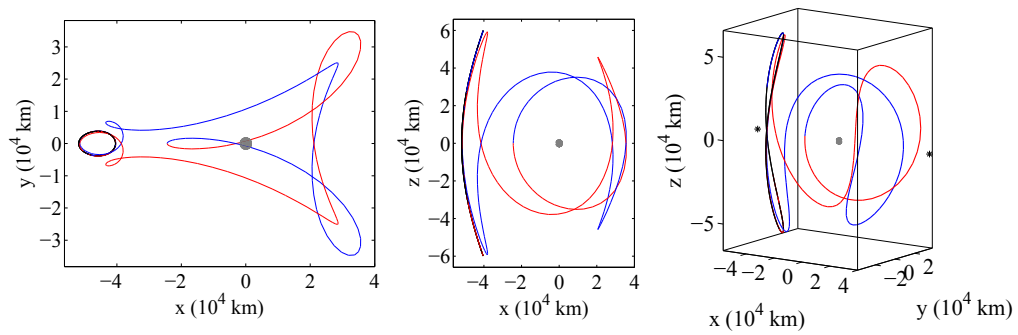 3
2
1
0
−1
−2
−3
y (10⁴ km)
−4 −2 0 2 4
x (10⁴ km)
6
4
2
0
−2
−4
−6
z (10⁴ km)
−4 −2 0 2 4
x (10⁴ km)
5
0
−5
z (10⁴ km)
−4 −2 0 2 4
x (10⁴ km)
−2 0 2
y (10⁴ km)